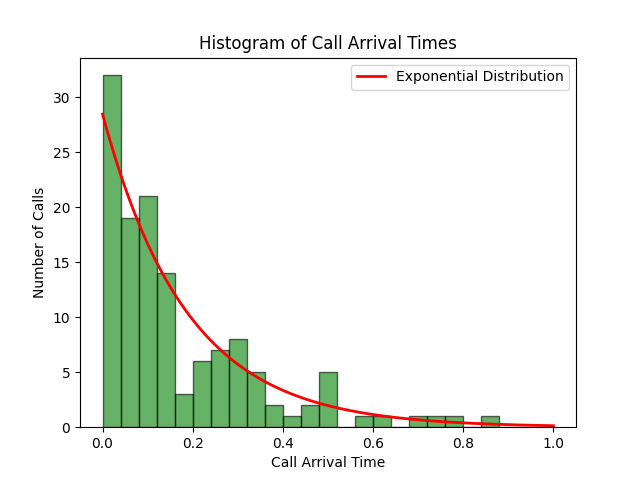 Histogram of Call Arrival Times
Exponential Distribution
Number of Calls
30
25
20
15
10
5
0
0.0 0.2 0.4 0.6 0.8 1.0
Call Arrival Time